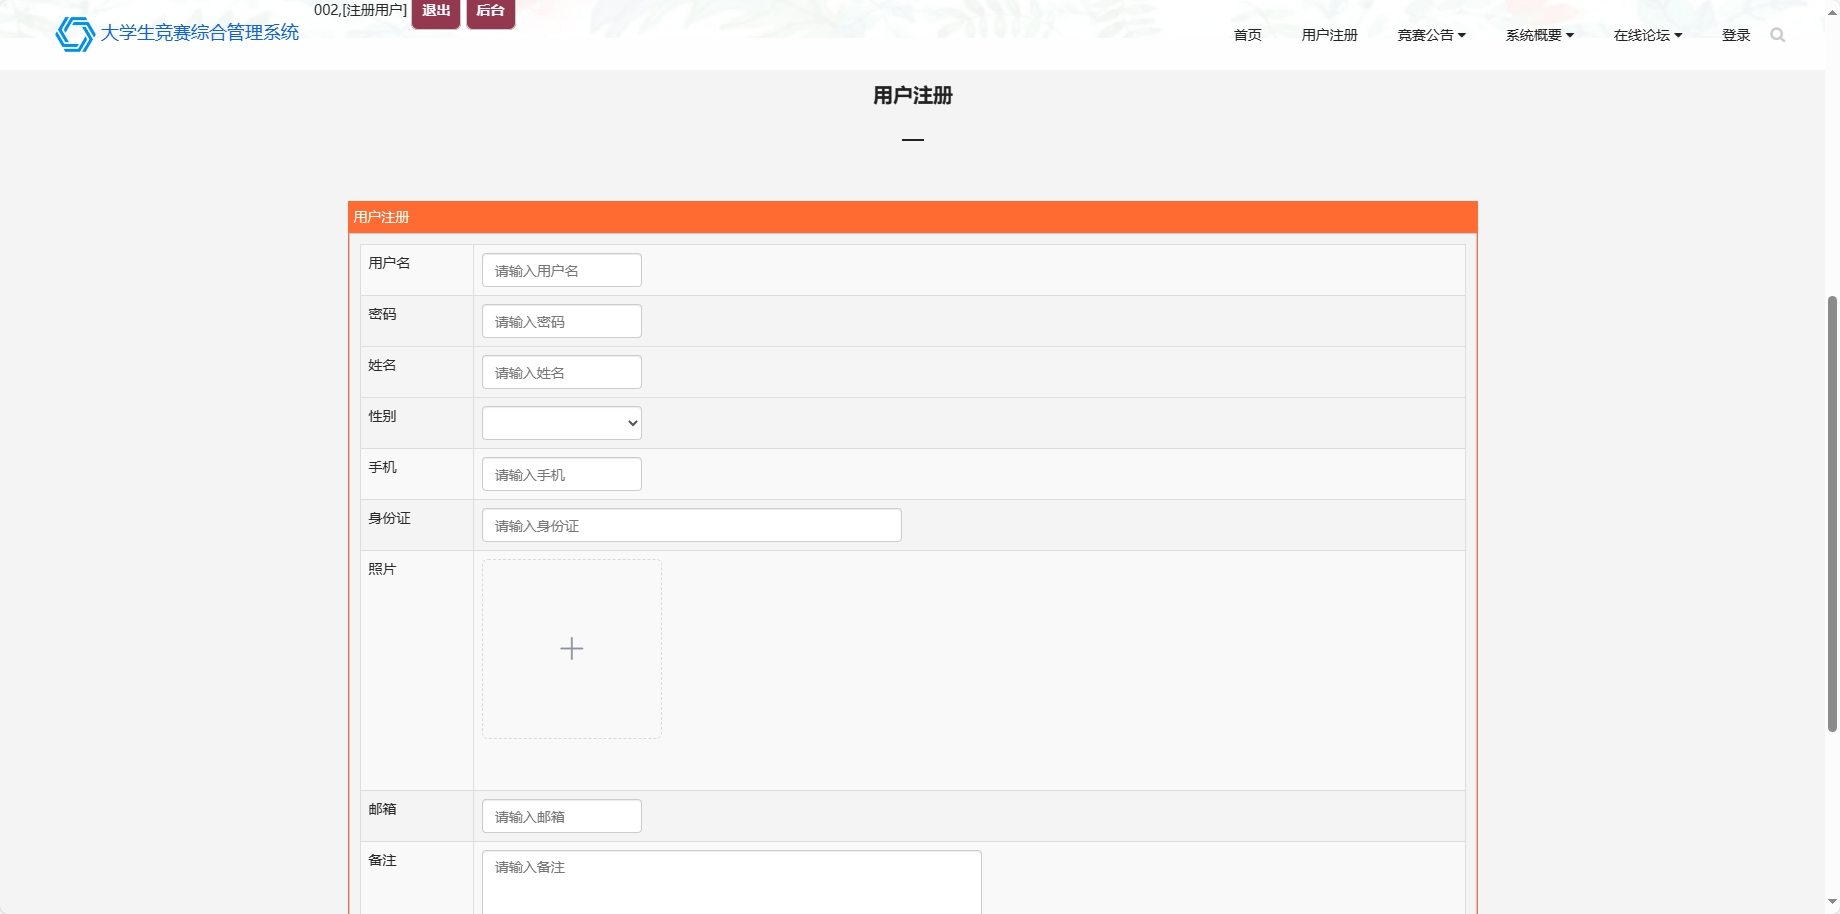 002,[注册用户] 退出 后台
大学生竞赛综合管理系统
首页 用户注册 竞赛公告 系统概要 在线论坛 登录
用户注册
用户注册
用户名 请输入用户名
密码 请输入密码
姓名 请输入姓名
性别
手机 请输入手机
身份证 请输入身份证
照片
邮箱 请输入邮箱
备注 请输入备注